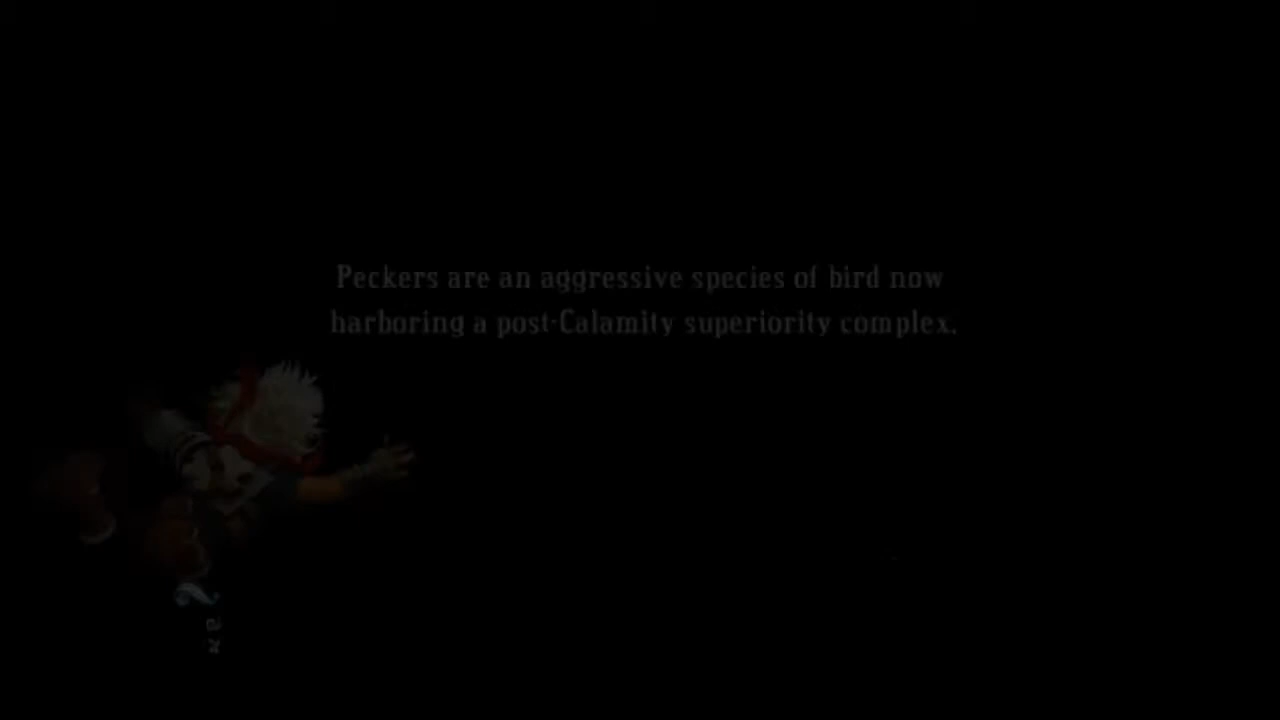 Peckers are an aggressive species of bird now
harboring a post-Calamity superiority complex.